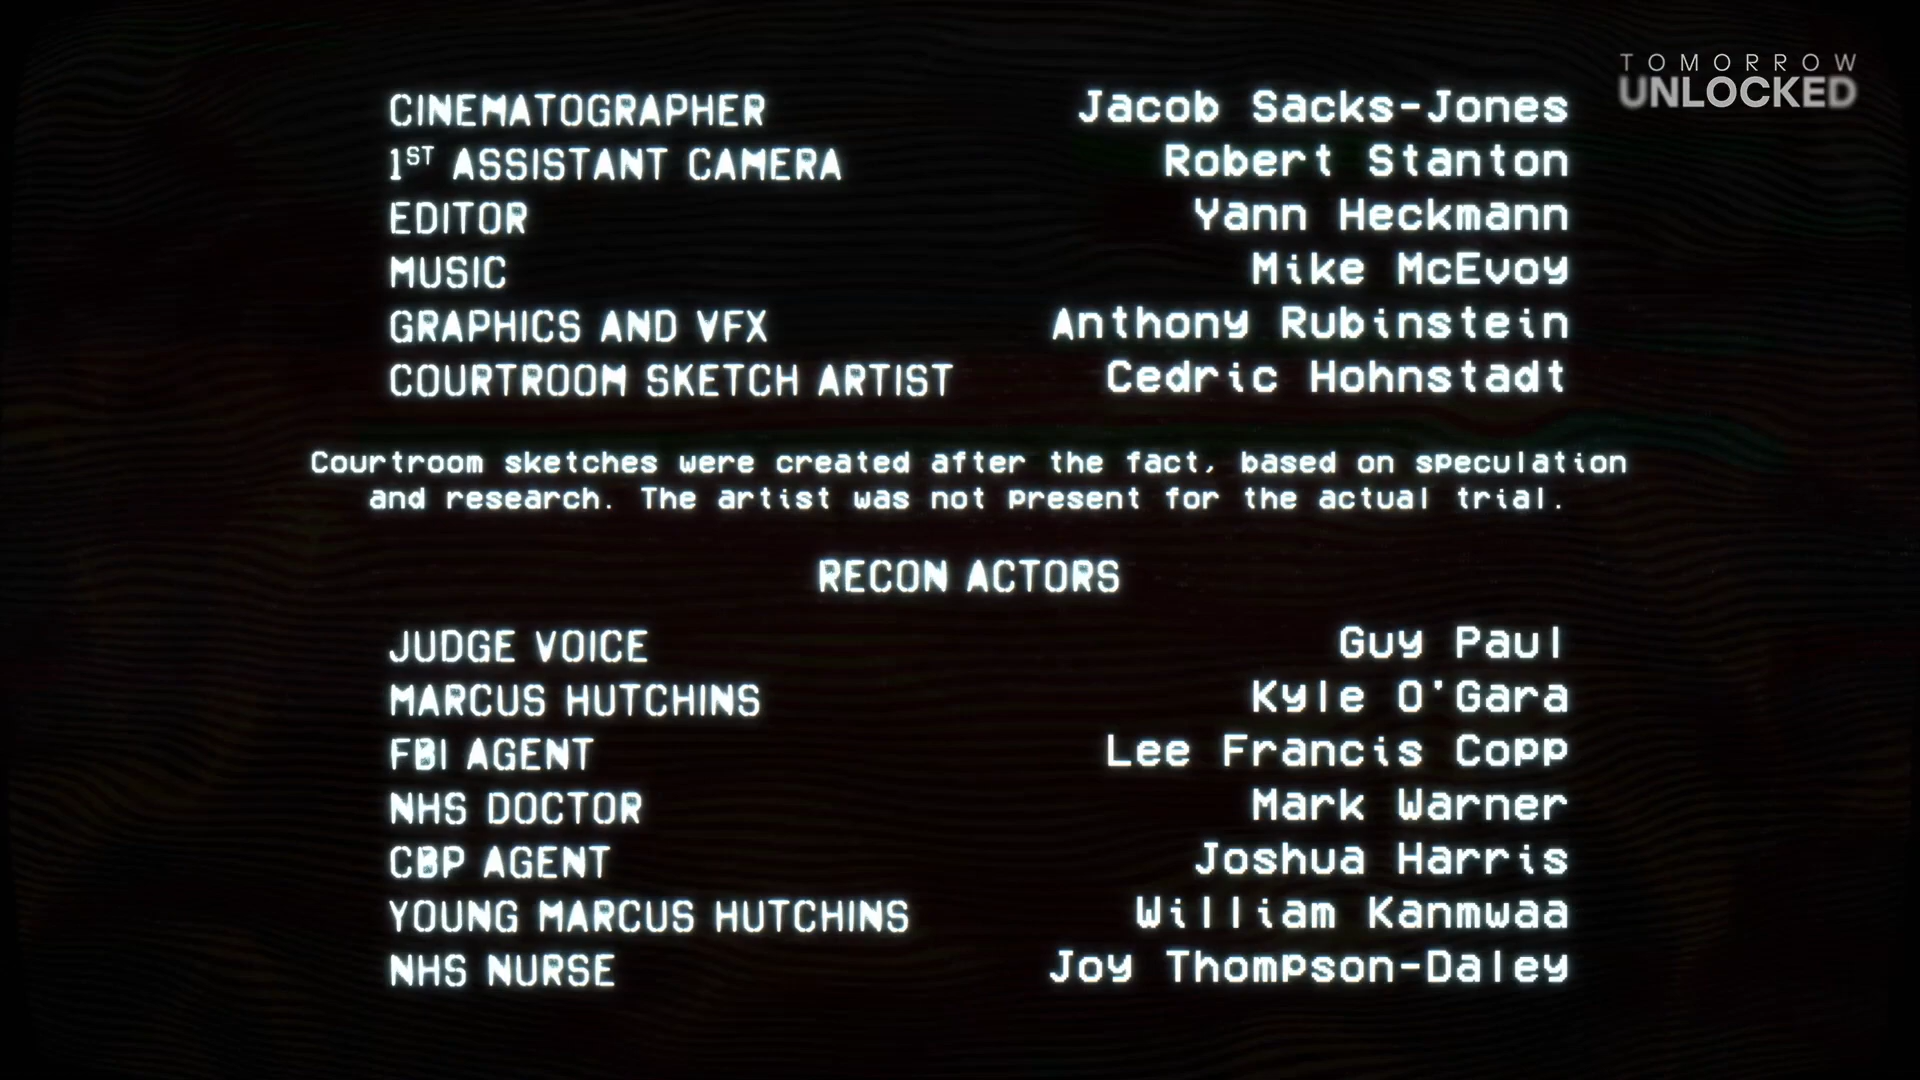 TOMORROW
UNLOCKED
CINEMATOGRAPHER Jacob Sacks-Jones
1ST ASSISTANT CAMERA Robert Stanton
EDITOR Yann Heckmann
MUSIC Mike McEvoy
GRAPHICS AND VFX Anthony Rubinstein
COURTROOM SKETCH ARTIST Cedric Hohnstadt
Courtroom sketches were created after the fact, based on speculation
and research. The artist was not present for the actual trial.
RECON ACTORS
JUDGE VOICE Guy Paul
MARCUS HUTCHINS Kyle O'Gara
FBI AGENT Lee Francis Copp
NHS DOCTOR Mark Warner
CBP AGENT Joshua Harris
YOUNG MARCUS HUTCHINS William Kanmwaa
NHS NURSE Joy Thompson-Daley